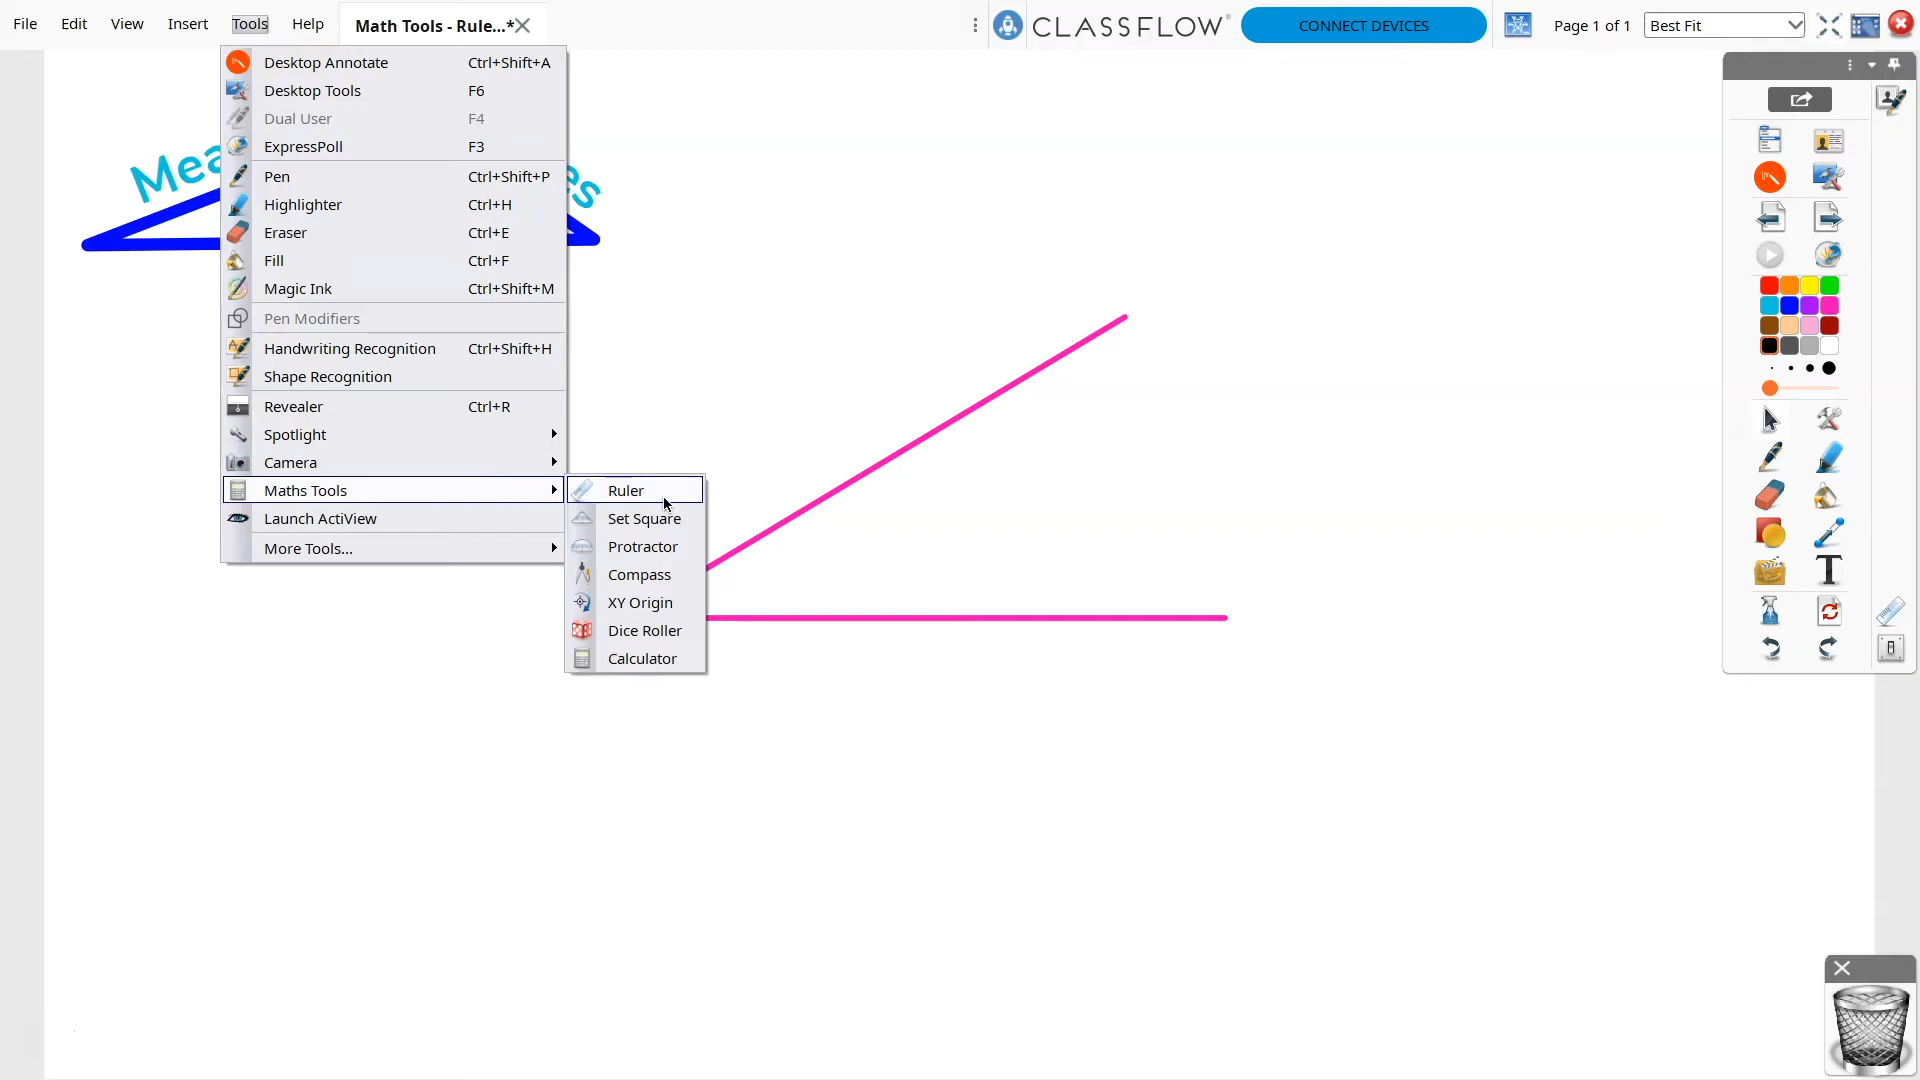 File Edit View Insert Tools Help Math Tools - Rule...* CLASSFLOW® CONNECT DEVICES Page 1 of 1 Best Fit
Desktop Annotate Ctrl+Shift+A
Desktop Tools F6
Dual User F4
ExpressPoll F3
Pen Ctrl+Shift+P
Highlighter Ctrl+H
Eraser Ctrl+E
Fill Ctrl+F
Magic Ink Ctrl+Shift+M
Pen Modifiers
Handwriting Recognition Ctrl+Shift+H
Shape Recognition
Revealer Ctrl+R
Spotlight
Camera
Maths Tools
Launch ActiView
More Tools...
Ruler
Set Square
Protractor
Compass
XY Origin
Dice Roller
Calculator
T